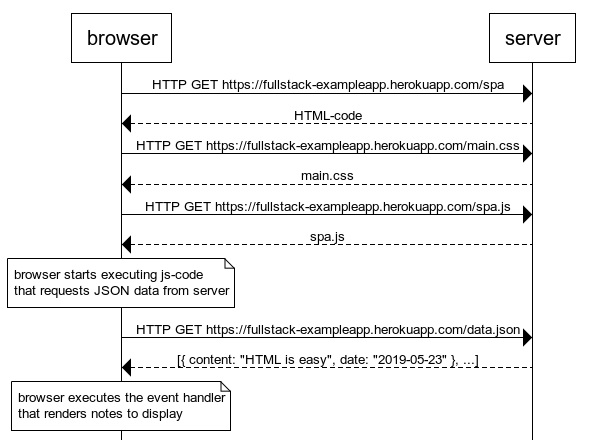 browser
server
HTTP GET https://fullstack-exampleapp.herokuapp.com/spa
HTML-code
HTTP GET https://fullstack-exampleapp.herokuapp.com/main.css
main.css
HTTP GET https://fullstack-exampleapp.herokuapp.com/spa.js
spa.js
browser starts executing js-code
that requests JSON data from server
HTTP GET https://fullstack-exampleapp.herokuapp.com/data.json
[{ content: "HTML is easy", date: "2019-05-23" }, ...]
browser executes the event handler
that renders notes to display